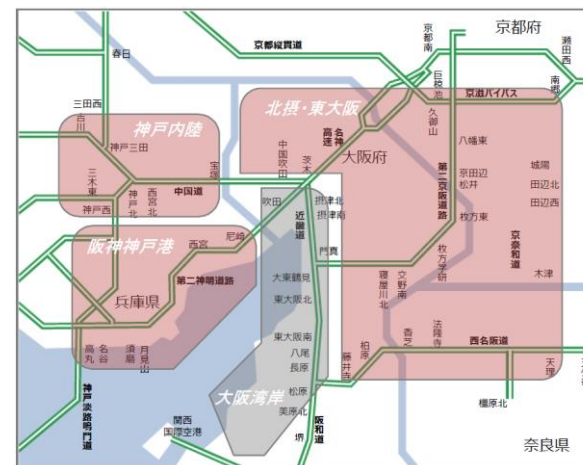 京都府
京都南
瀬田西
京都縦貫道
春日
巨椋池
南郷
京滋バイパス
三田西
吉川
神戸内陸
北摂・東大阪
久御山
名神高速
神戸三田
中国吹田
茨木
大阪府
八幡東
第二京阪道路
京田辺松井
城陽
田辺北
田辺西
三木東
神戸北
西宮北
中国道
宝塚
神戸西
吹田
近畿道
摂津北
摂津南
枚方東
阪神神戸港
西宮
尼崎
門真
枚方学研
京奈和道
第二神明道路
大東鶴見
寝屋川北
交野南
木津
兵庫県
東大阪北
東大阪南
香芝
法隆寺
西名阪道
高丸
名谷
須磨
月見山
八尾
長原
藤井寺
柏原
天理
神戸淡路鳴門道
大阪湾岸
松原
美原北
橿原北
関西国際空港
堺
阪和道
奈良県